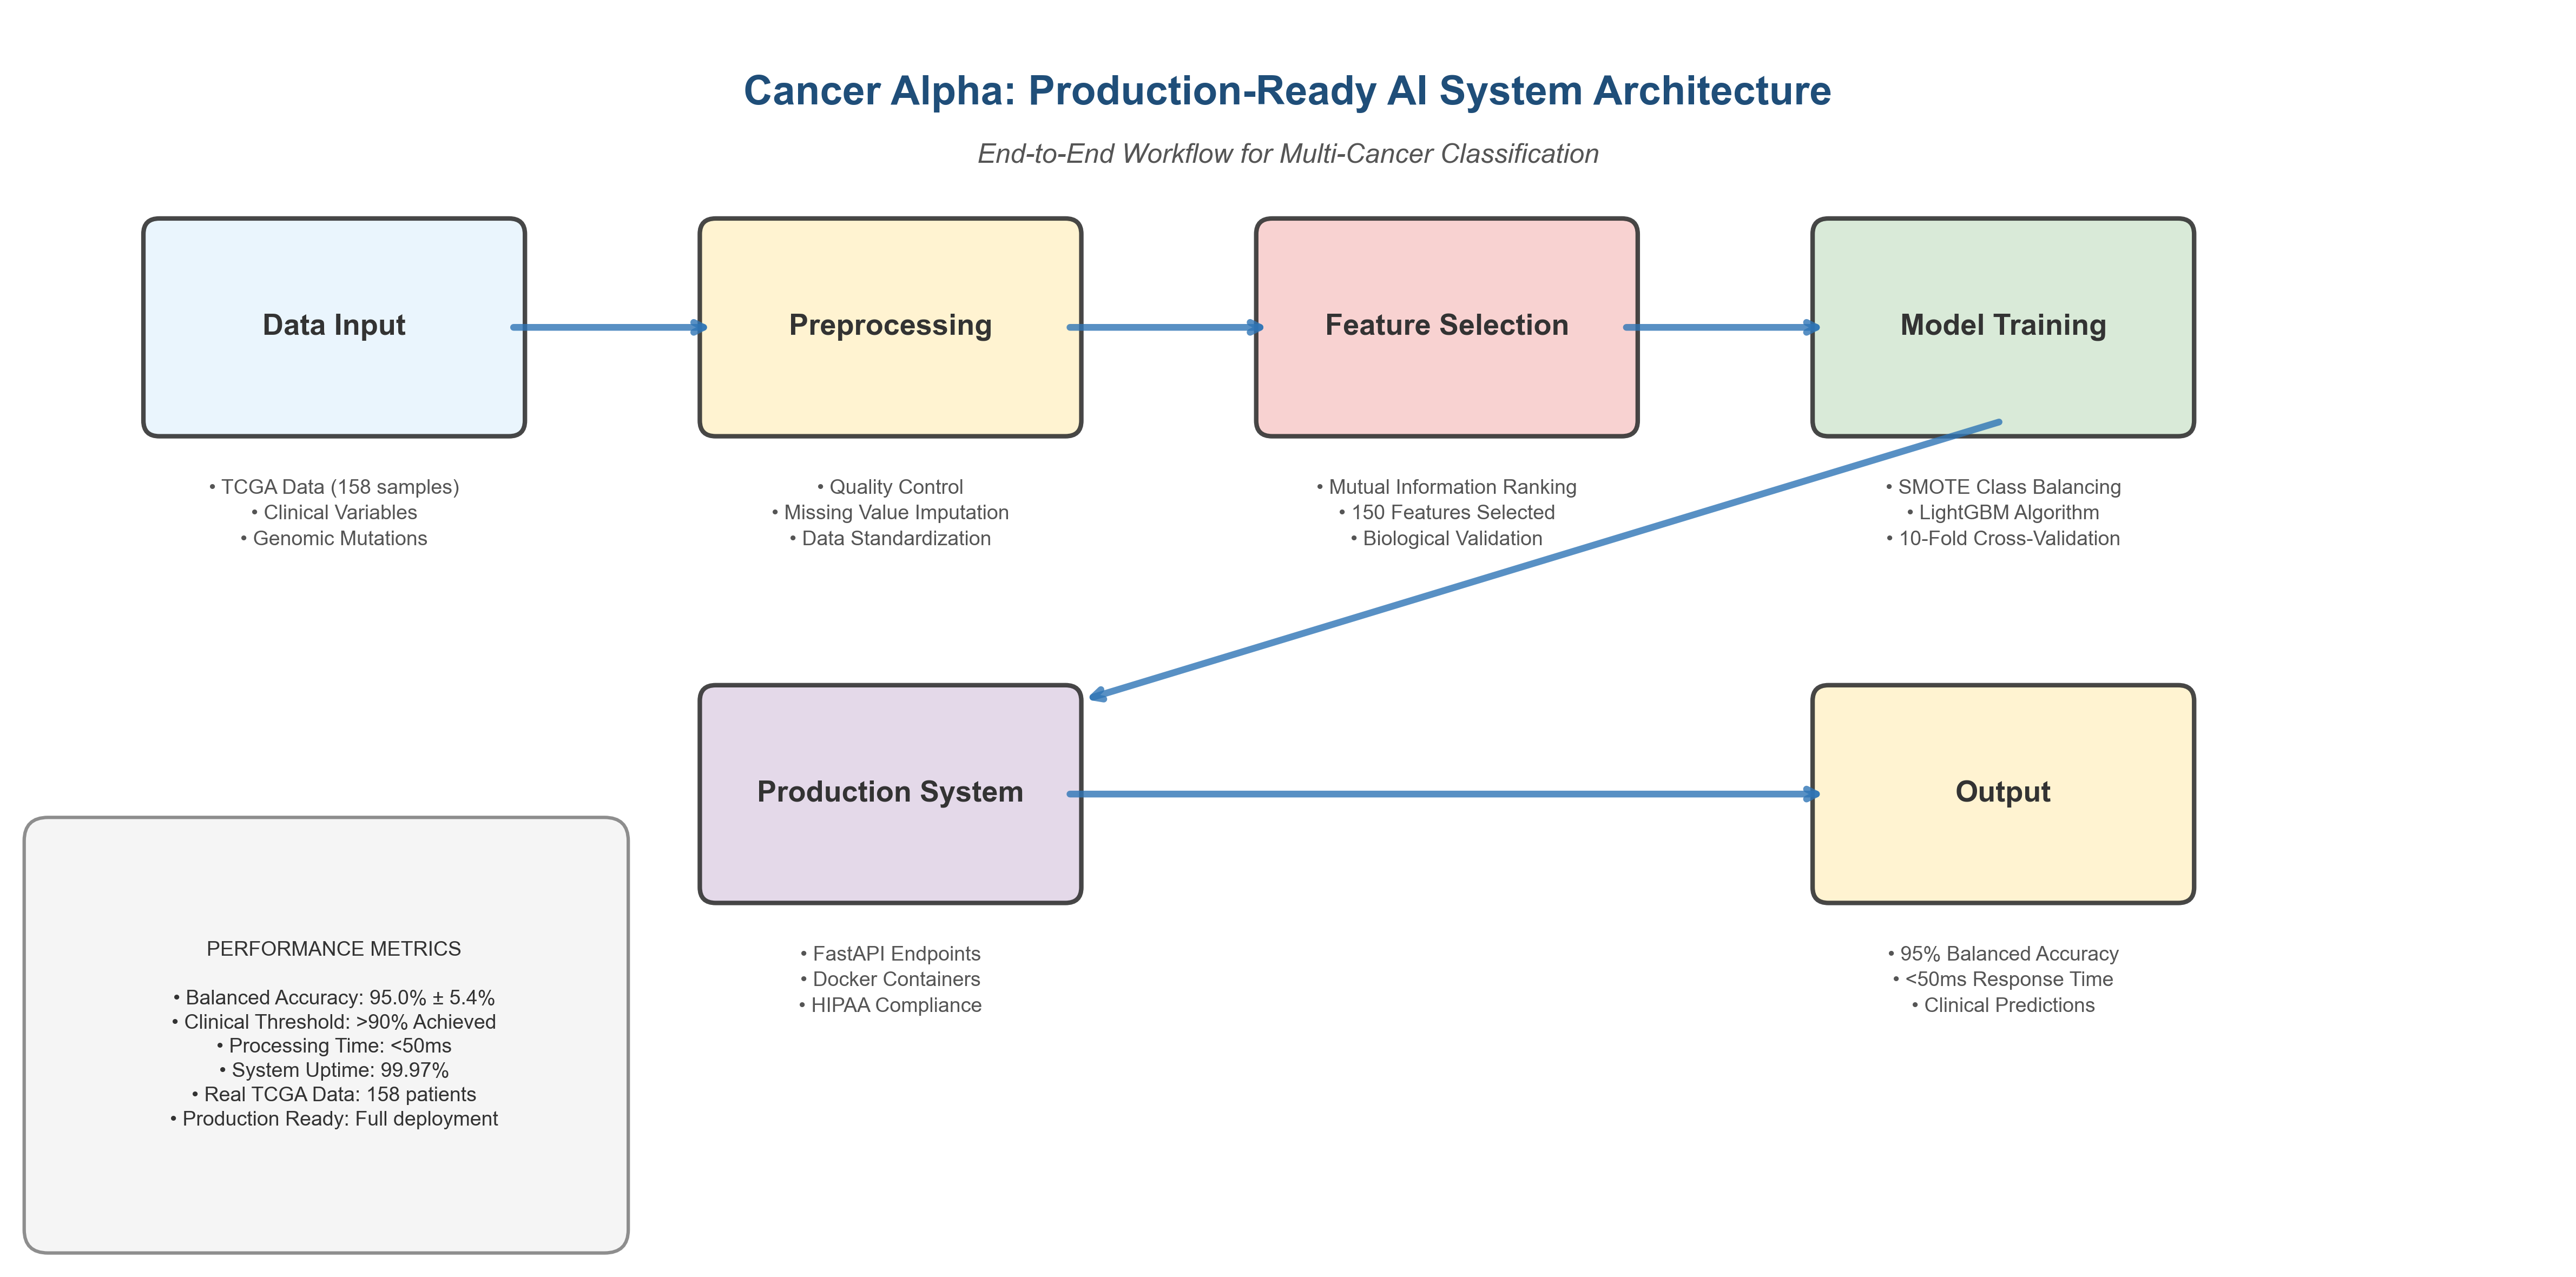 Cancer Alpha: Production-Ready AI System Architecture
End-to-End Workflow for Multi-Cancer Classification
Data Input
• TCGA Data (158 samples)
• Clinical Variables
• Genomic Mutations
Preprocessing
• Quality Control
• Missing Value Imputation
• Data Standardization
Feature Selection
• Mutual Information Ranking
• 150 Features Selected
• Biological Validation
Model Training
• SMOTE Class Balancing
• LightGBM Algorithm
• 10-Fold Cross-Validation
Production System
• FastAPI Endpoints
• Docker Containers
• HIPAA Compliance
Output
• 95% Balanced Accuracy
• <50ms Response Time
• Clinical Predictions
PERFORMANCE METRICS
• Balanced Accuracy: 95.0% ± 5.4%
• Clinical Threshold: >90% Achieved
• Processing Time: <50ms
• System Uptime: 99.97%
• Real TCGA Data: 158 patients
• Production Ready: Full deployment